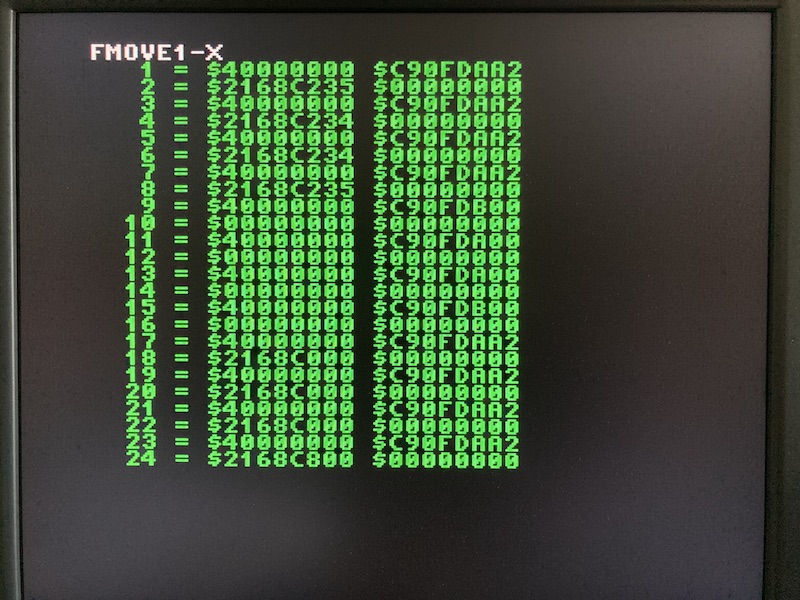 FMOVE1-X
1 = $40000000 $C90FDAA2
2 = $2168C235 $00000000
3 = $40000000 $C90FDAA2
4 = $2168C234 $00000000
5 = $40000000 $C90FDAA2
6 = $2168C234 $00000000
7 = $40000000 $C90FDAA2
8 = $2168C235 $00000000
9 = $40000000 $C90FDB00
10 = $00000000 $00000000
11 = $40000000 $C90FDA00
12 = $00000000 $00000000
13 = $40000000 $C90FDA00
14 = $00000000 $00000000
15 = $40000000 $C90FDB00
16 = $00000000 $00000000
17 = $40000000 $C90FDAA2
18 = $2168C000 $00000000
19 = $40000000 $C90FDAA2
20 = $2168C000 $00000000
21 = $40000000 $C90FDAA2
22 = $2168C000 $00000000
23 = $40000000 $C90FDAA2
24 = $2168C800 $00000000